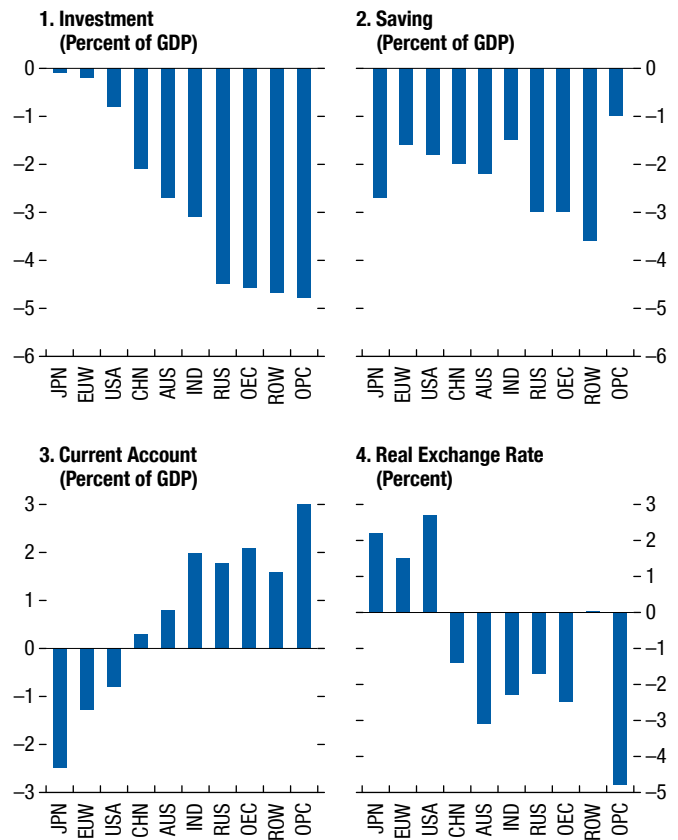 1. Investment
(Percent of GDP)
0
–1
–2
–3
–4
–5
–6
JPN
EUW
USA
CHN
AUS
IND
RUS
OEC
ROW
OPC
2. Saving
(Percent of GDP)
0
–1
–2
–3
–4
–5
–6
JPN
EUW
USA
CHN
AUS
IND
RUS
OEC
ROW
OPC
3. Current Account
(Percent of GDP)
3
2
1
0
–1
–2
–3
JPN
EUW
USA
CHN
AUS
IND
RUS
OEC
ROW
OPC
4. Real Exchange Rate
(Percent)
3
2
1
0
–1
–2
–3
–4
–5
JPN
EUW
USA
CHN
AUS
IND
RUS
OEC
ROW
OPC